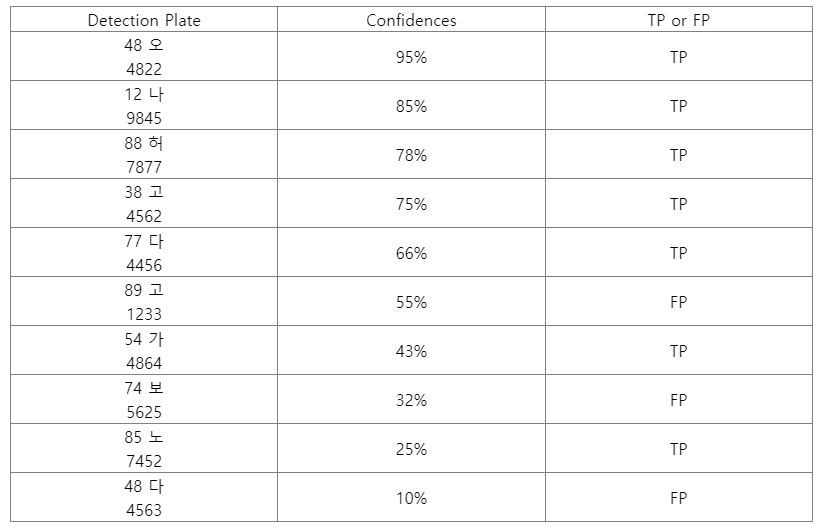 Detection Plate Confidences TP or FP
48 오
4822
95% TP
12 나
9845
85% TP
88 허
7877
78% TP
38 고
4562
75% TP
77 다
4456
66% TP
89 고
1233
55% FP
54 가
4864
43% TP
74 보
5625
32% FP
85 노
7452
25% TP
48 다
4563
10% FP